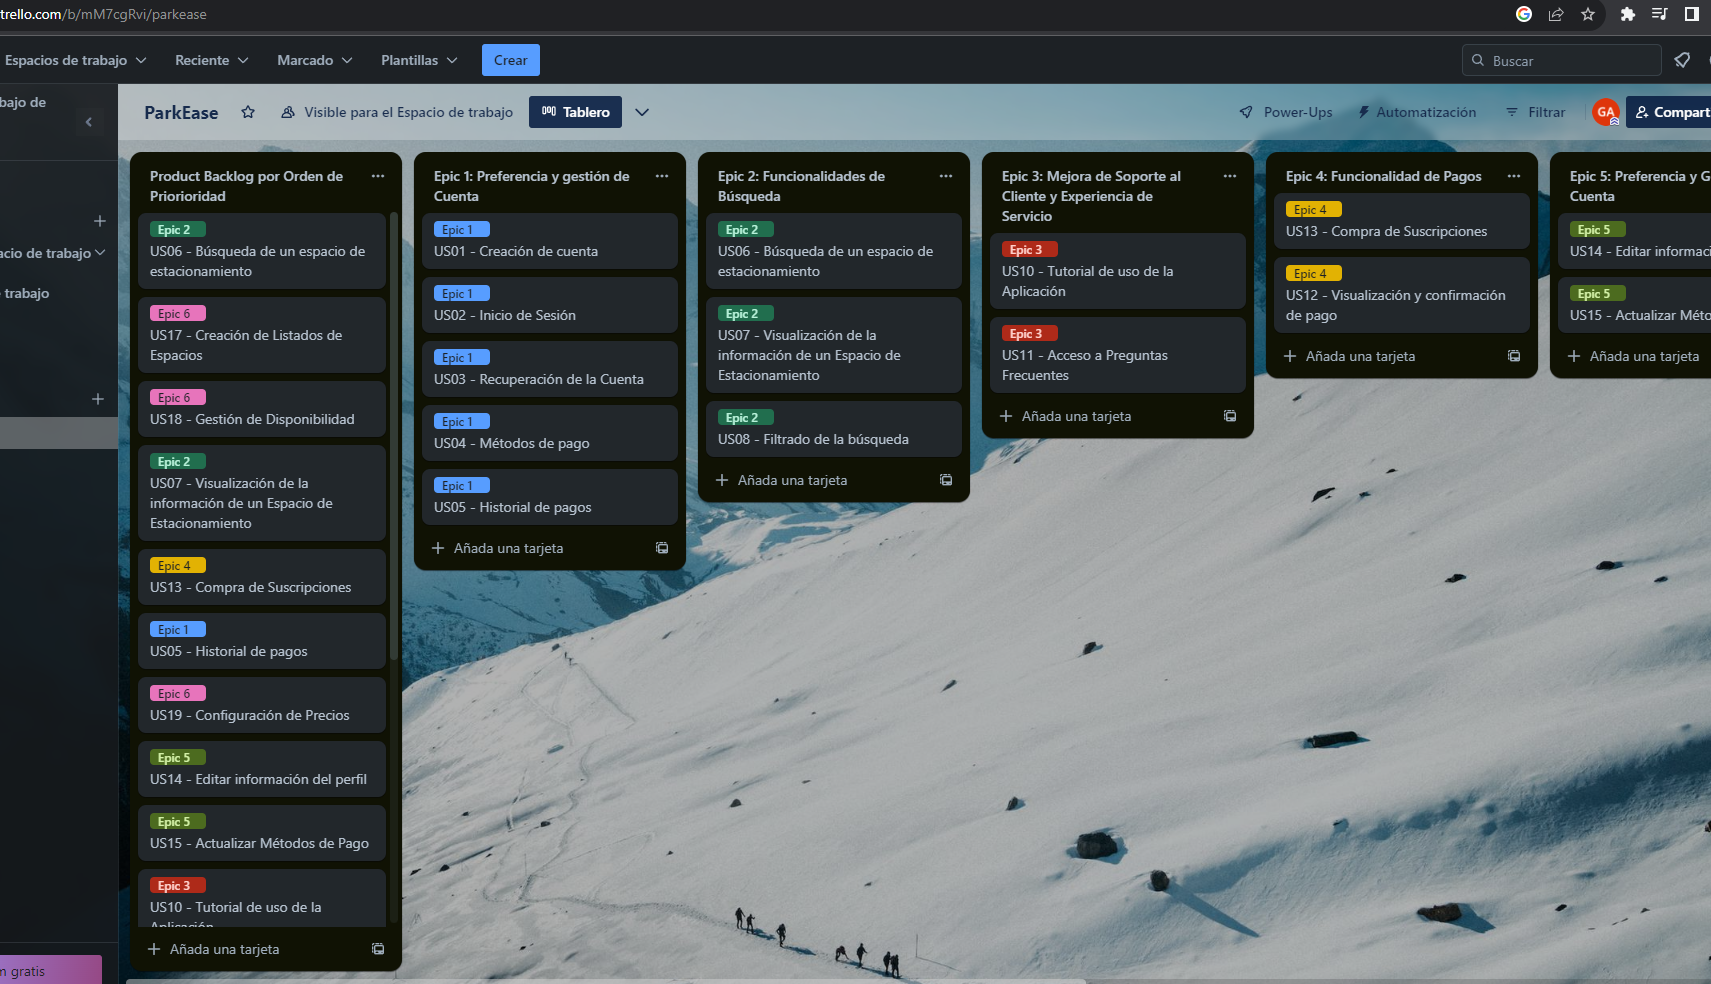 trello.com/b/mM7cgRvi/parkease
Espacios de trabajo
Reciente
Marcado
Plantillas
Crear
Buscar
bajo de
acio de trabajo
trabajo
m gratis
ParkEase
Visible para el Espacio de trabajo
Tablero
Power-Ups
Automatización
Filtrar
GA
Compart
Product Backlog por Orden de
Priorioridad
Epic 2
US06 - Búsqueda de un espacio de
estacionamiento
Epic 6
US17 - Creación de Listados de
Espacios
Epic 6
US18 - Gestión de Disponibilidad
Epic 2
US07 - Visualización de la
información de un Espacio de
Estacionamiento
Epic 4
US13 - Compra de Suscripciones
Epic 1
US05 - Historial de pagos
Epic 6
US19 - Configuración de Precios
Epic 5
US14 - Editar información del perfil
Epic 5
US15 - Actualizar Métodos de Pago
Epic 3
US10 - Tutorial de uso de la
Aplicación
Añada una tarjeta
Epic 1: Preferencia y gestión de
Cuenta
Epic 1
US01 - Creación de cuenta
Epic 1
US02 - Inicio de Sesión
Epic 1
US03 - Recuperación de la Cuenta
Epic 1
US04 - Métodos de pago
Epic 1
US05 - Historial de pagos
Añada una tarjeta
Epic 2: Funcionalidades de
Búsqueda
Epic 2
US06 - Búsqueda de un espacio de
estacionamiento
Epic 2
US07 - Visualización de la
información de un Espacio de
Estacionamiento
Epic 2
US08 - Filtrado de la búsqueda
Añada una tarjeta
Epic 3: Mejora de Soporte al
Cliente y Experiencia de
Servicio
Epic 3
US10 - Tutorial de uso de la
Aplicación
Epic 3
US11 - Acceso a Preguntas
Frecuentes
Añada una tarjeta
Epic 4: Funcionalidad de Pagos
Epic 4
US13 - Compra de Suscripciones
Epic 4
US12 - Visualización y confirmación
de pago
Añada una tarjeta
Epic 5: Preferencia y G
Cuenta
Epic 5
US14 - Editar informaci
Epic 5
US15 - Actualizar Méto
Añada una tarjeta